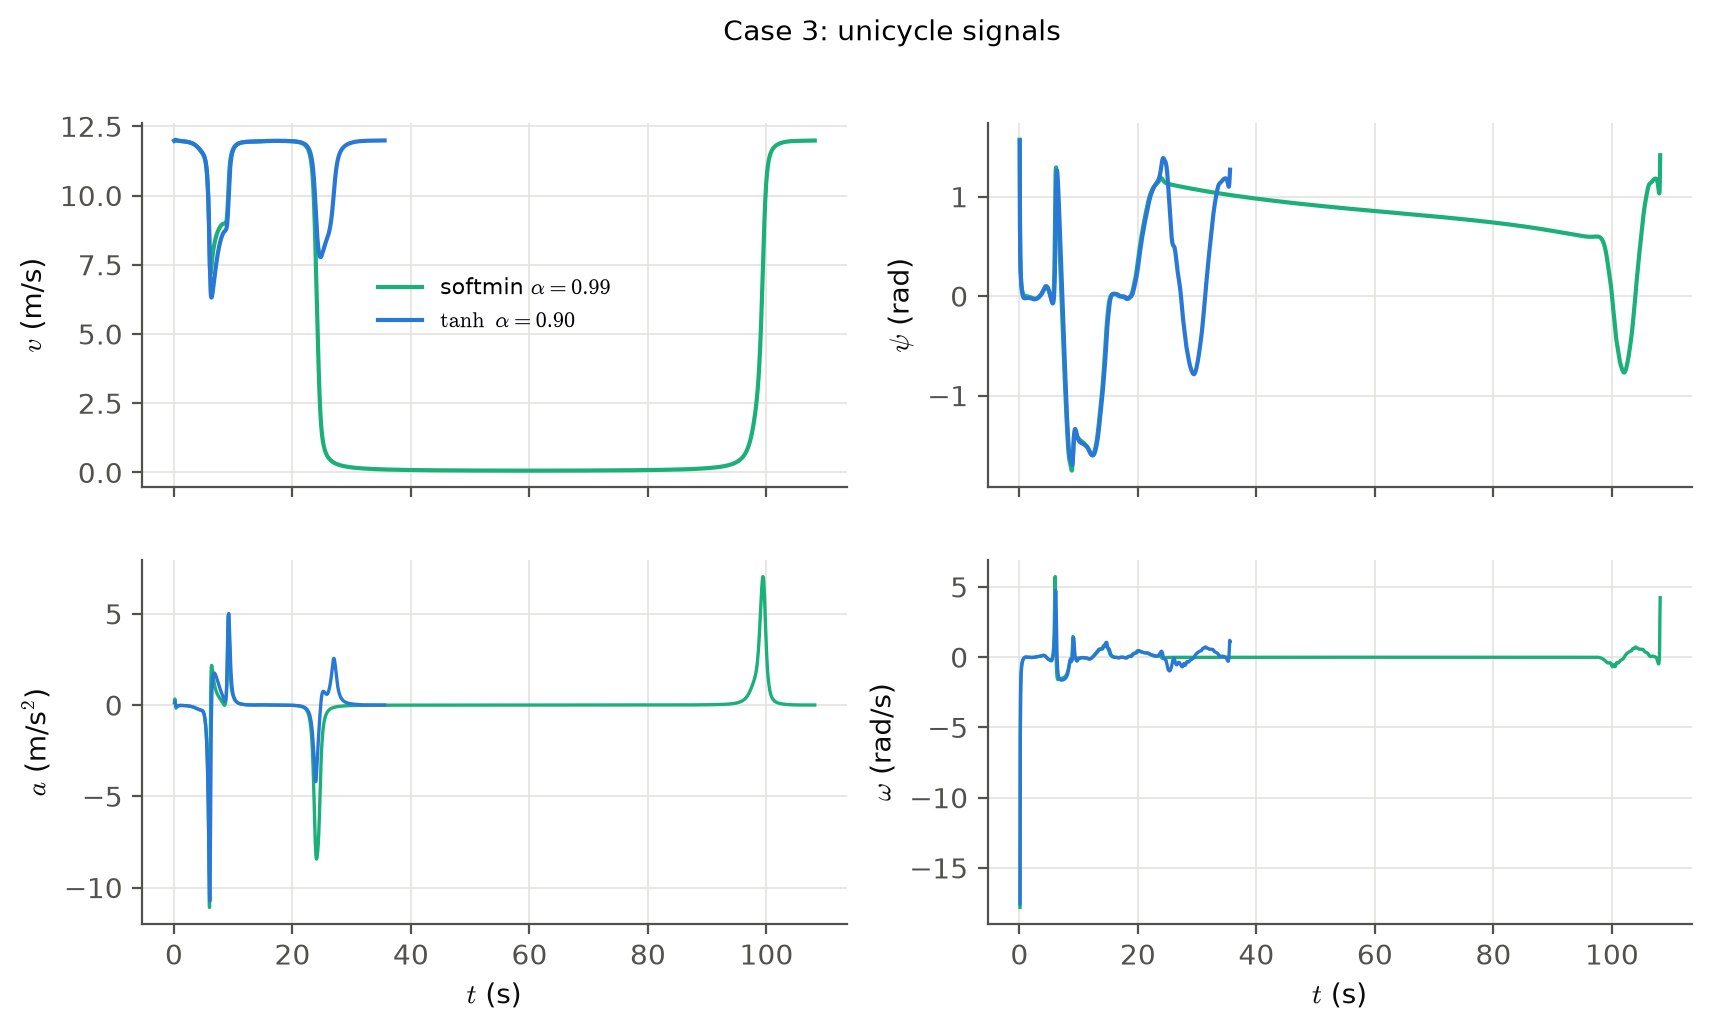 Case 3: unicycle signals
12.5
10.0
7.5
5.0
2.5
0.0
v (m/s)
softmin α = 0.99
tanh α = 0.90
1
0
−1
ψ (rad)
5
0
−5
−10
a (m/s²)
0 20 40 60 80 100
t (s)
5
0
−5
−10
−15
ω (rad/s)
0 20 40 60 80 100
t (s)